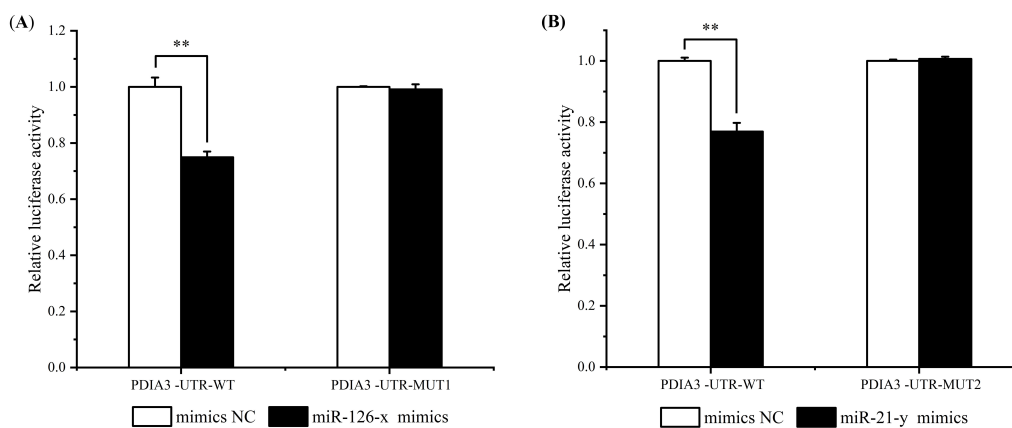 (A)
1.2
1.0
0.8
0.6
0.4
0.2
0.0
Relative luciferase activity
**
PDIA3 -UTR-WT
PDIA3 -UTR-MUT1
mimics NC
miR-126-x mimics
(B)
1.0
0.8
0.6
0.4
0.2
0.0
Relative luciferase activity
**
PDIA3 -UTR-WT
PDIA3 -UTR-MUT2
mimics NC
miR-21-y mimics